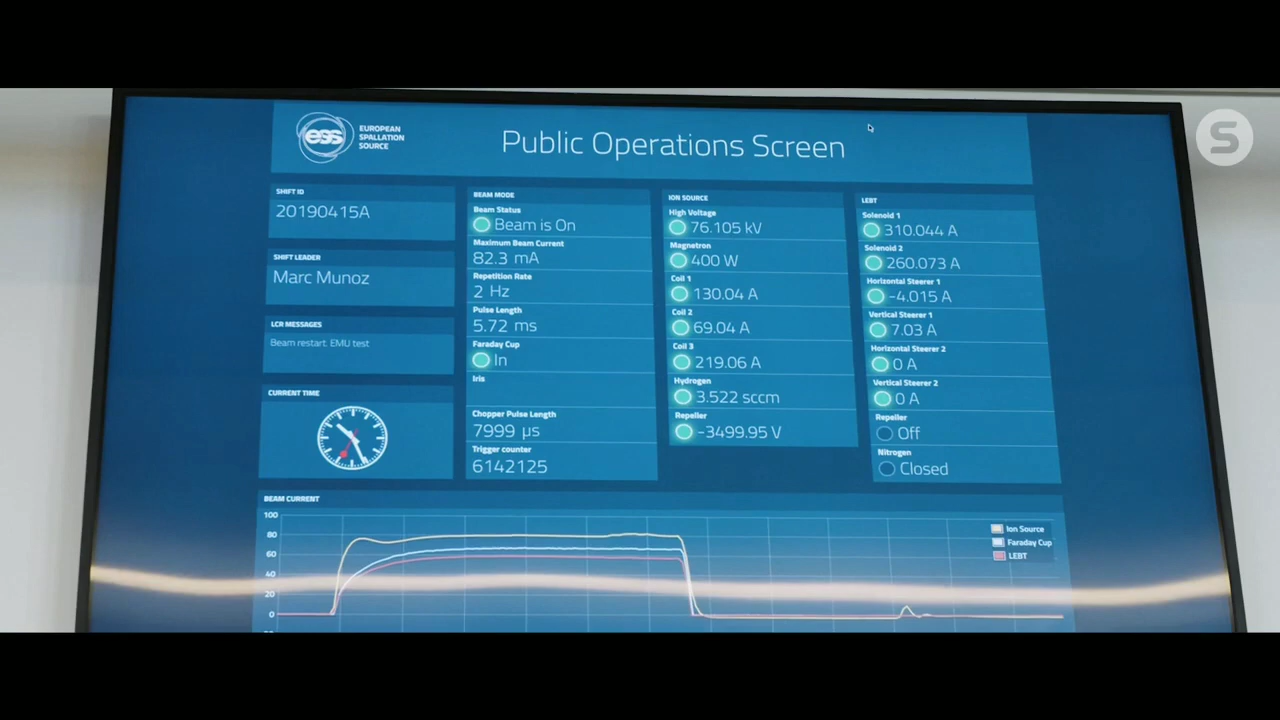 ess
EUROPEAN
SPALLATION
SOURCE
Public Operations Screen
S
SHIFT ID
20190415A
SHIFT LEADER
Marc Munoz
LCR MESSAGES
Beam restart. EMU test
CURRENT TIME
BEAM MODE
Beam Status
Beam is On
Maximum Beam Current
82.3 mA
Repetition Rate
2 Hz
Pulse Length
5.72 ms
Faraday Cup
In
Iris
Chopper Pulse Length
7999 µs
Trigger counter
6142125
ION SOURCE
High Voltage
76.105 kV
Magnetron
400 W
Coil 1
130.04 A
Coil 2
69.04 A
Coil 3
219.06 A
Hydrogen
3.522 sccm
Repeller
-3499.95 V
LEBT
Solenoid 1
310.044 A
Solenoid 2
260.073 A
Horizontal Steerer 1
-4.015 A
Vertical Steerer 1
7.03 A
Horizontal Steerer 2
0 A
Vertical Steerer 2
0 A
Repeller
Off
Nitrogen
Closed
BEAM CURRENT
100
80
60
40
20
0
Ion Source
Faraday Cup
LEBT